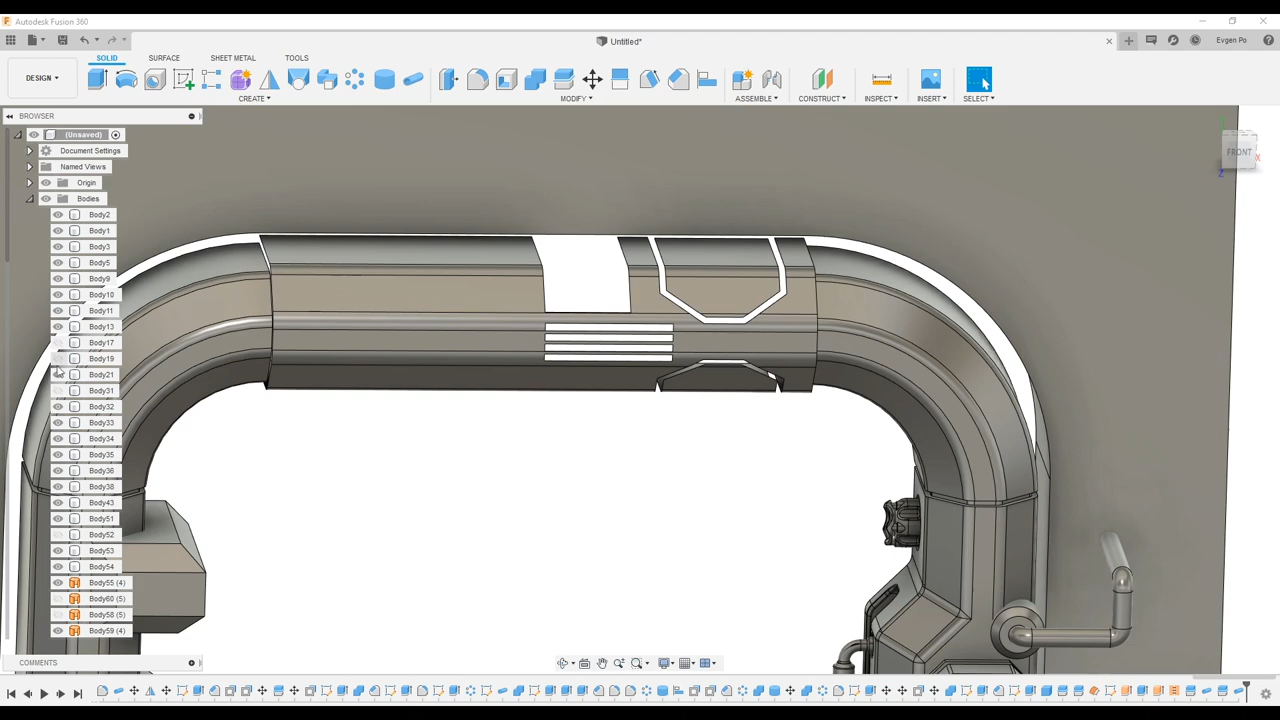 Autodesk Fusion 360
Untitled*
Evgen Po
DESIGN
SOLID SURFACE SHEET METAL TOOLS
CREATE MODIFY ASSEMBLE CONSTRUCT INSPECT INSERT SELECT
BROWSER
(Unsaved)
Document Settings
Named Views
Origin
Bodies
Body2
Body1
Body3
Body5
Body9
Body10
Body11
Body13
Body17
Body19
Body21
Body31
Body32
Body33
Body34
Body35
Body36
Body38
Body43
Body51
Body52
Body53
Body54
Body55 (4)
Body60 (5)
Body58 (5)
Body59 (4)
COMMENTS
FRONT
Y
X
Z